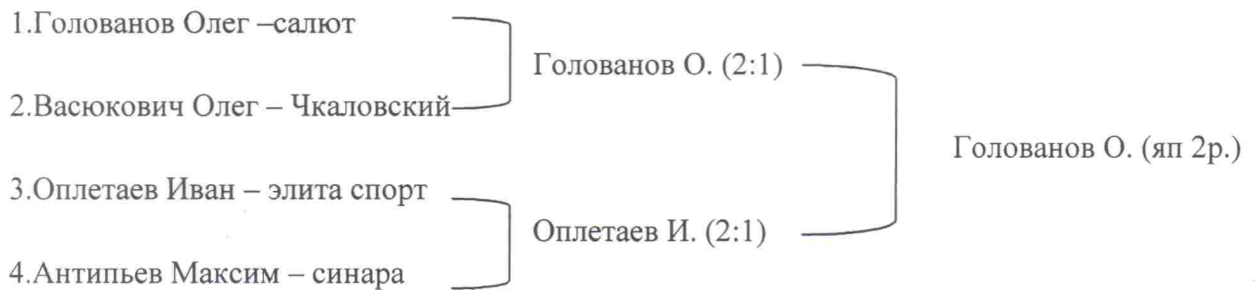 1.Голованов Олег –салют
Голованов О. (2:1)
2.Васюкович Олег – Чкаловский
Голованов О. (яп 2р.)
3.Оплетаев Иван – элита спорт
Оплетаев И. (2:1)
4.Антипьев Максим – синара